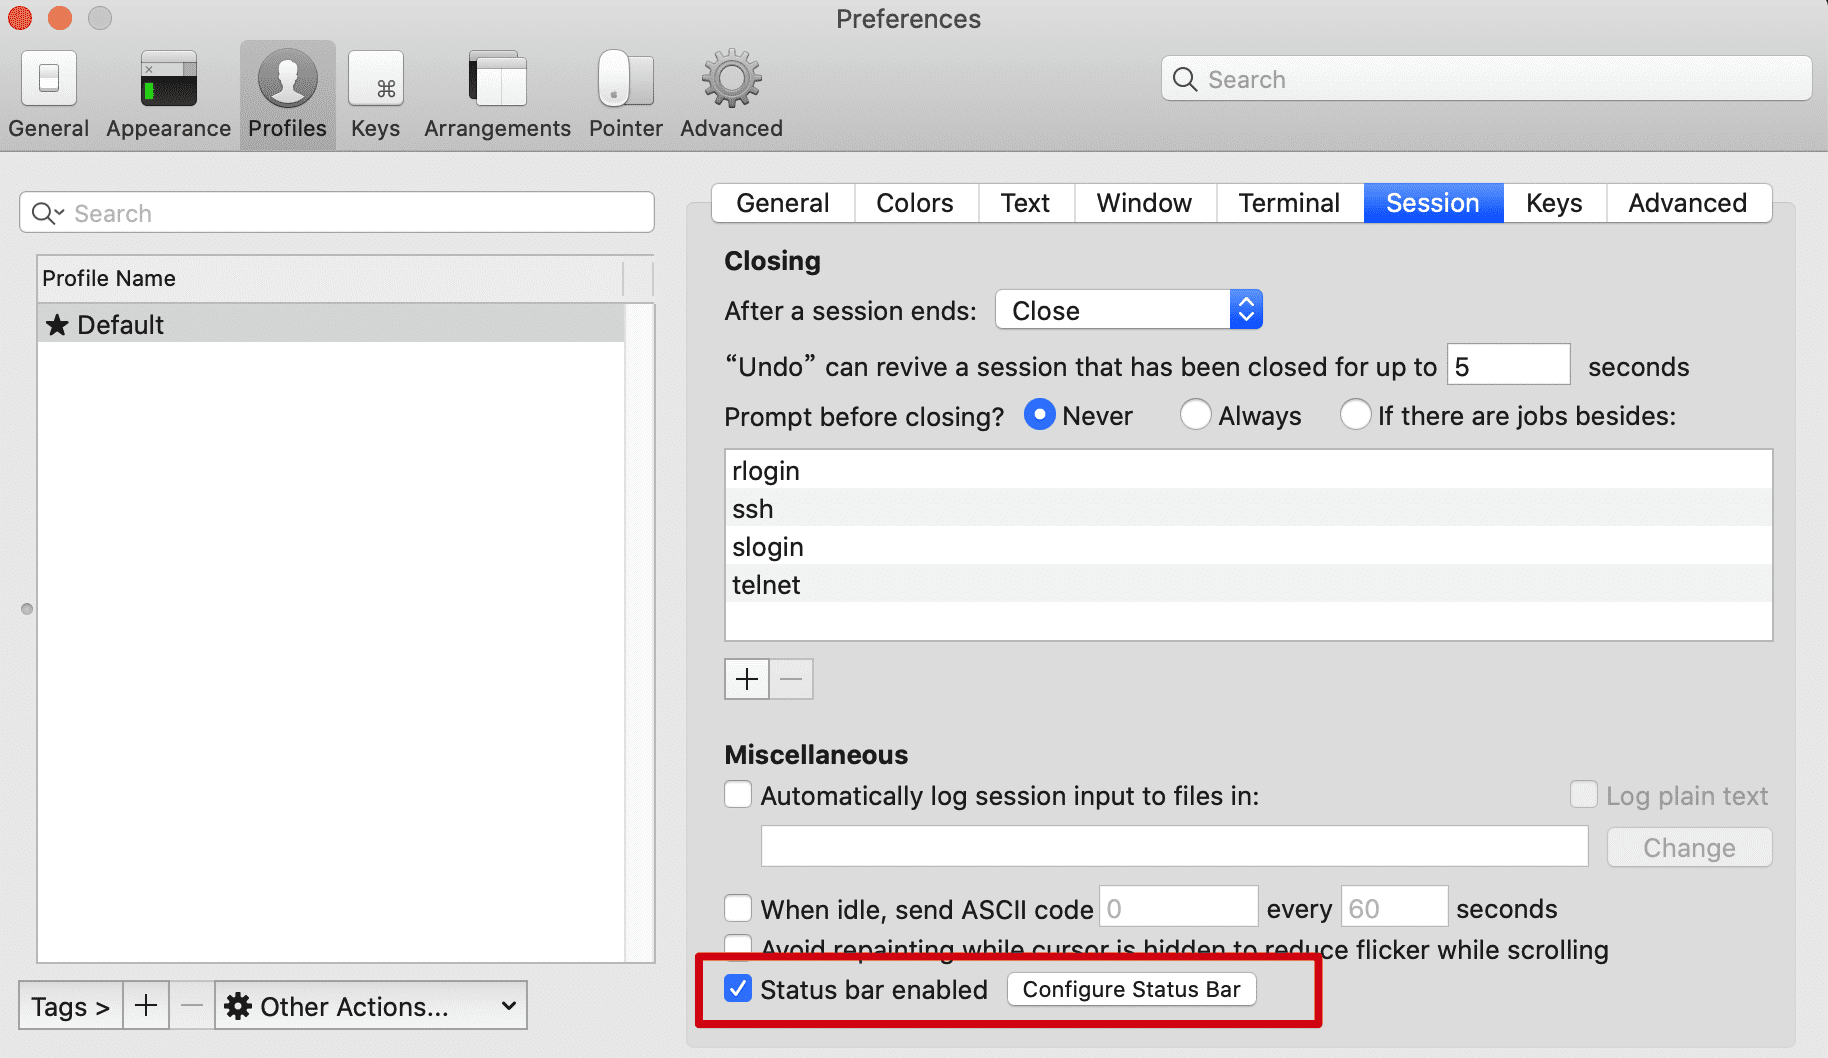 Preferences
General Appearance Profiles Keys Arrangements Pointer Advanced
Search
Search
Profile Name
★ Default
Tags > + — Other Actions...
General Colors Text Window Terminal Session Keys Advanced
Closing
After a session ends: Close
“Undo” can revive a session that has been closed for up to 5 seconds
Prompt before closing? Never Always If there are jobs besides:
rlogin
ssh
slogin
telnet
+ —
Miscellaneous
Automatically log session input to files in: Log plain text
Change
When idle, send ASCII code 0 every 60 seconds
Avoid repainting while cursor is hidden to reduce flicker while scrolling
Status bar enabled Configure Status Bar